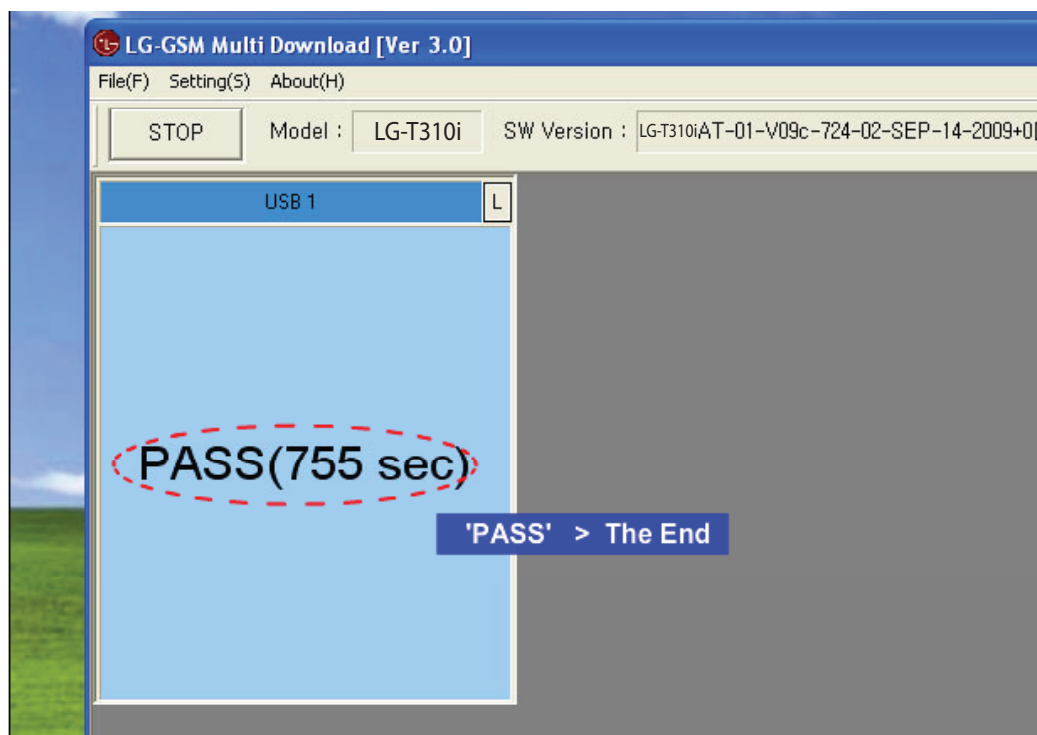 LG-GSM Multi Download [Ver 3.0]
File(F) Setting(S) About(H)
STOP Model : LG-T310i SW Version : LG-T310iAT-01-V09c-724-02-SEP-14-2009+0[
USB 1 L
PASS(755 sec)
'PASS' > The End